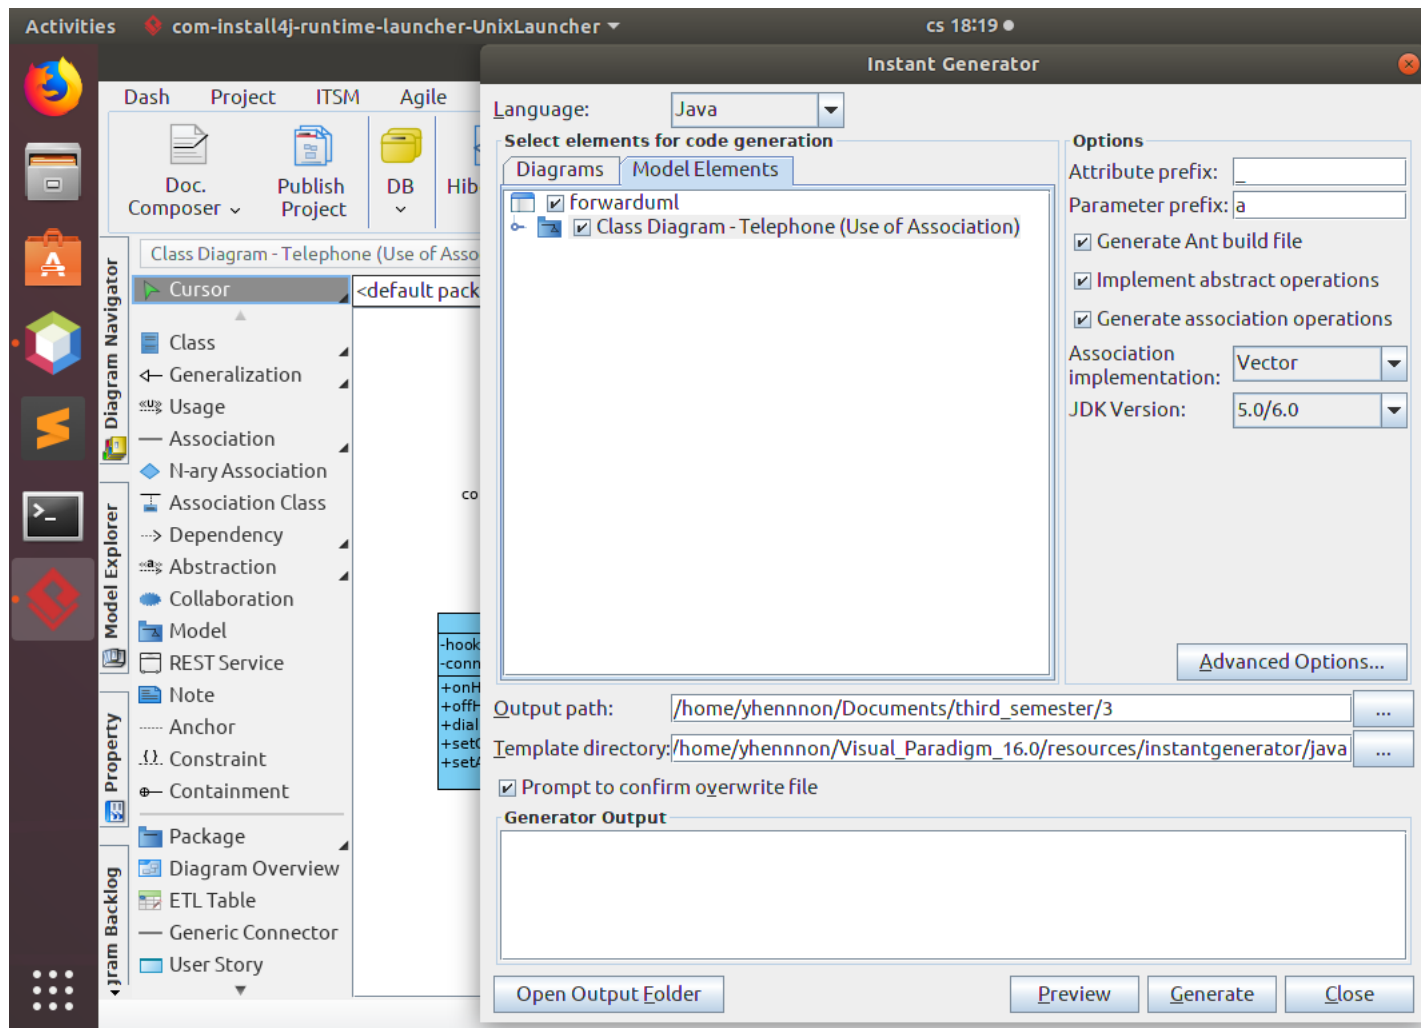 Activities com-install4j-runtime-launcher-UnixLauncher cs 18:19
Instant Generator
Dash Project ITSM Agile
Doc. Composer
Publish Project
DB
Hib
Class Diagram - Telephone (Use of Asso
Cursor
<default pack
Class
Generalization
Usage
Association
N-ary Association
Association Class
co
Dependency
Abstraction
Collaboration
Model
REST Service
Note
Anchor
Constraint
Containment
Package
Diagram Overview
ETL Table
Generic Connector
User Story
Diagram Navigator
Model Explorer
Property
gram Backlog
-hook
-conn
+onH
+offH
+dial
+set
+setA
Language: Java
Select elements for code generation
Diagrams Model Elements
forwarduml
Class Diagram - Telephone (Use of Association)
Options
Attribute prefix: _
Parameter prefix: a
Generate Ant build file
Implement abstract operations
Generate association operations
Association implementation: Vector
JDK Version: 5.0/6.0
Advanced Options...
Output path: /home/yhennnon/Documents/third_semester/3 ...
Template directory: /home/yhennnon/Visual_Paradigm_16.0/resources/instantgenerator/java ...
Prompt to confirm overwrite file
Generator Output
Open Output Folder Preview Generate Close